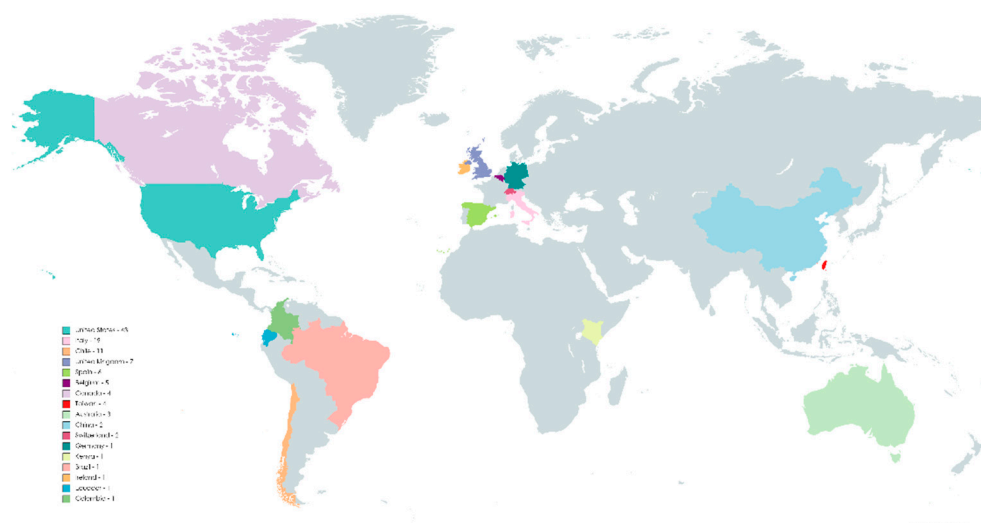 United States -
Italy - 19
Chile - 11
United Kingdom - 7
Spain - 6
Belgium - 5
Canada - 4
Taiwan - 4
Australia - 3
China - 2
Switzerland - 2
Germany - 1
Kenya - 1
Brazil - 1
Ireland - 1
Ecuador - 1
Colombia - 1